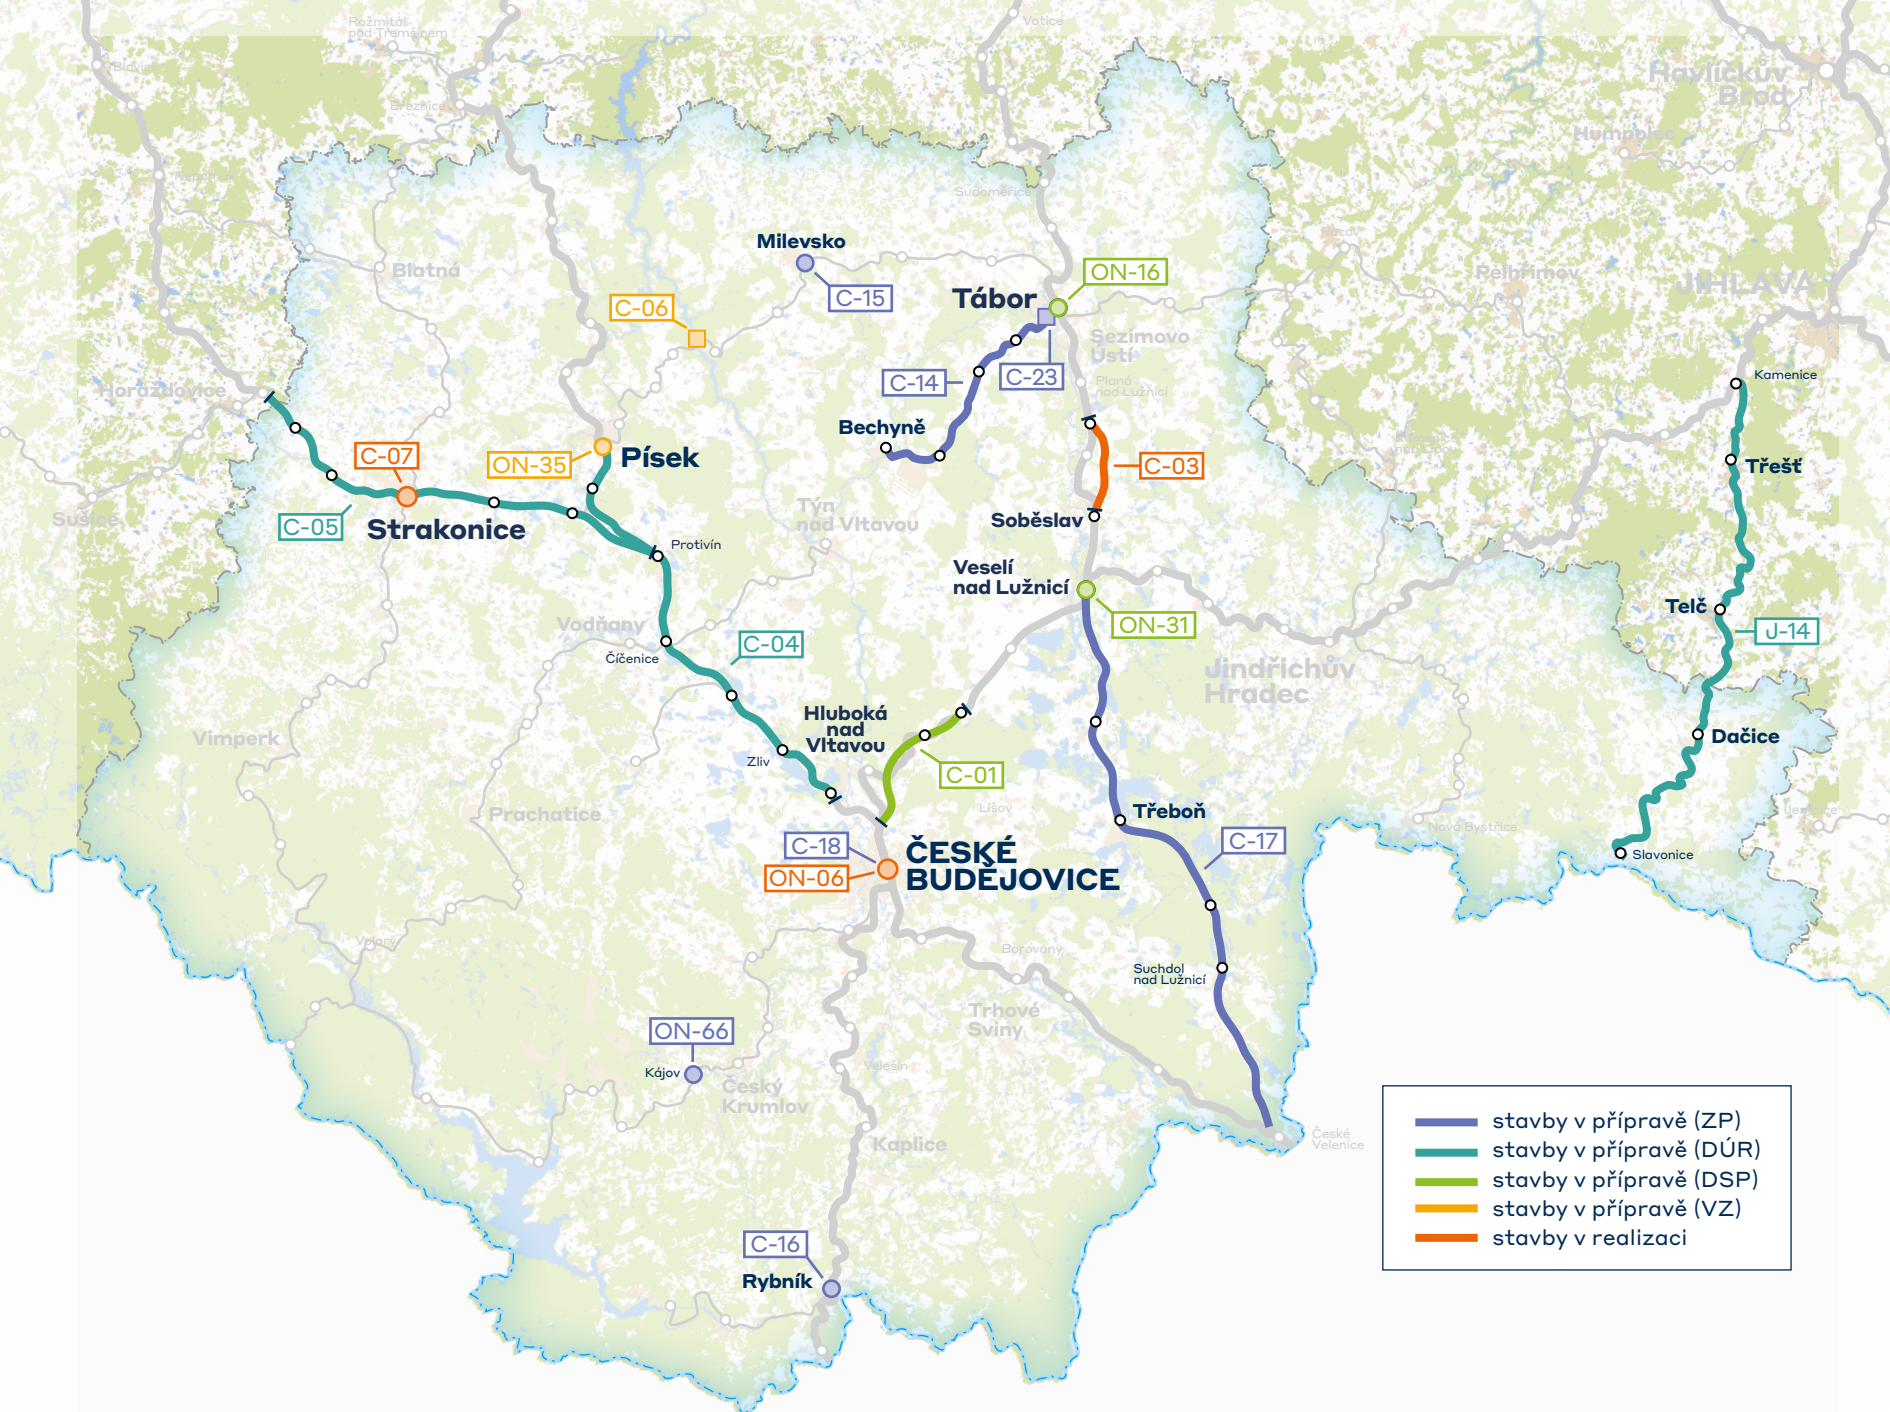 Rožmitál
pod Třemšínem
Votice
Blovice
Březnice
Havlíčkův
Brod
Humpolec
Nepomuk
Sudoměřice
Pacov
Milevsko
Blatná
ON-16
Pelhřimov
JIHLAVA
C-15
Tábor
C-06
Sezimovo
Ústí
Horažďovice
C-14
C-23
Planá
nad Lužnicí
Kamenice
Bechyně
C-07
ON-35
Písek
C-03
Třešť
Sušice
C-05
Strakonice
Týn
nad Vltavou
Soběslav
Protivín
Veselí
nad Lužnicí
Vodňany
Číčenice
C-04
ON-31
Telč
J-14
Jindřichův
Hradec
Vimperk
Hluboká
nad
Vltavou
Zliv
C-01
Dačice
Prachatice
Lišov
Třeboň
Nová Bystřice
C-18
ČESKÉ
BUDĚJOVICE
C-17
ON-06
Slavonice
Volary
Borovany
Suchdol
nad Lužnicí
Trhové
Sviny
ON-66
Kájov
Český
Krumlov
Velešín
Kaplice
České
Velenice
C-16
Rybník
stavby v přípravě (ZP)
stavby v přípravě (DÚR)
stavby v přípravě (DSP)
stavby v přípravě (VZ)
stavby v realizaci